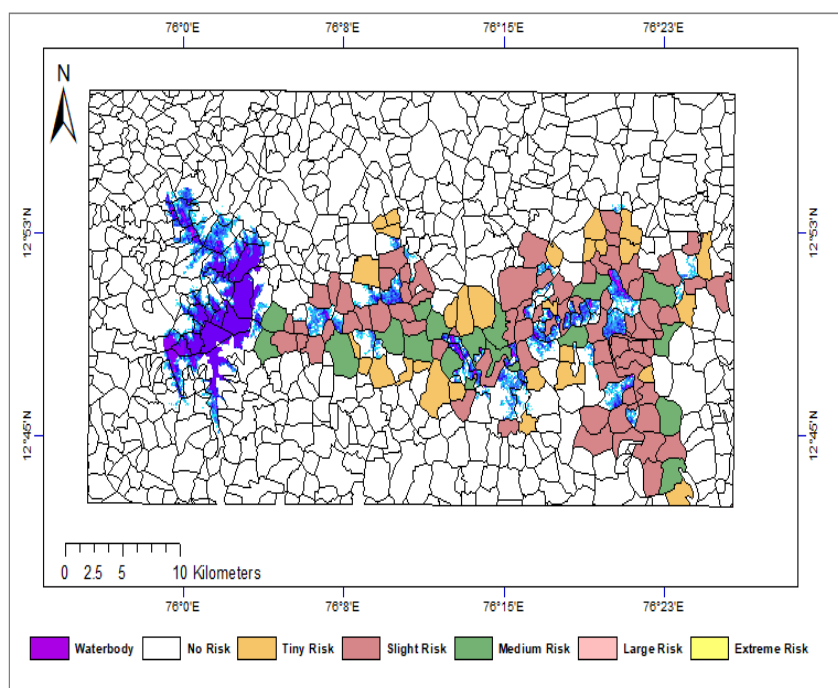 76°0'E 76°8'E 76°15'E 76°23'E
N
12°53'N 12°53'N
12°45'N 12°45'N
0 2.5 5 10 Kilometers
76°0'E 76°8'E 76°15'E 76°23'E
Waterbody No Risk Tiny Risk Slight Risk Medium Risk Large Risk Extreme Risk